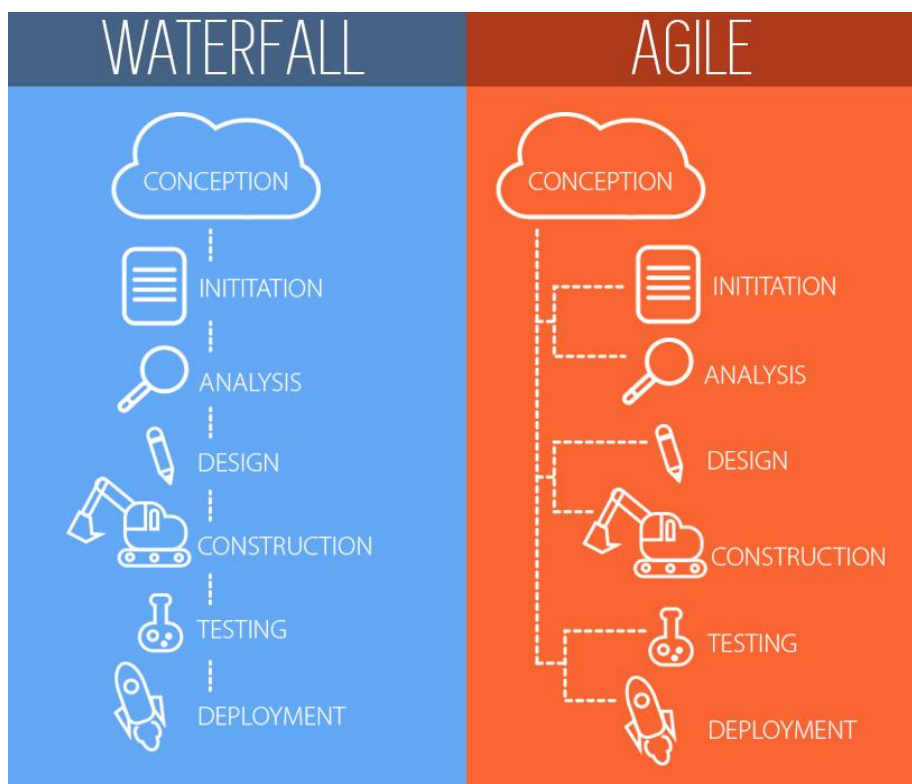 WATERFALL
CONCEPTION
INITITATION
ANALYSIS
DESIGN
CONSTRUCTION
TESTING
DEPLOYMENT
AGILE
CONCEPTION
INITITATION
ANALYSIS
DESIGN
CONSTRUCTION
TESTING
DEPLOYMENT